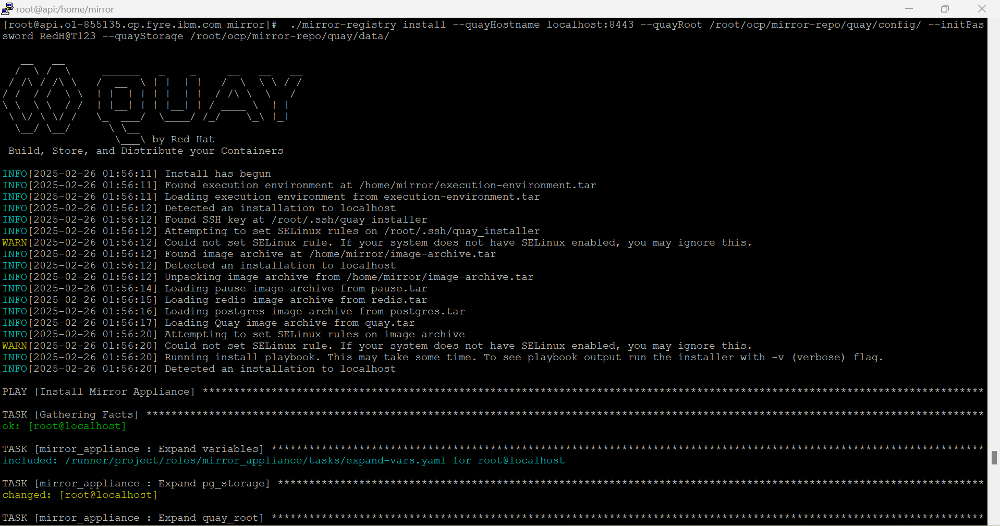 root@api:/home/mirror
[root@api.o1-855135.cp.fyre.ibm.com mirror]#  ./mirror-registry install --quayHostname localhost:8443 --quayRoot /root/ocp/mirror-repo/quay/config/ --initPas
sword RedH@T123 --quayStorage /root/ocp/mirror-repo/quay/data/
QUAY
by Red Hat
Build, Store, and Distribute your Containers
INFO[2025-02-26 01:56:11] Install has begun
INFO[2025-02-26 01:56:11] Found execution environment at /home/mirror/execution-environment.tar
INFO[2025-02-26 01:56:11] Loading execution environment from execution-environment.tar
INFO[2025-02-26 01:56:12] Detected an installation to localhost
INFO[2025-02-26 01:56:12] Found SSH key at /root/.ssh/quay_installer
INFO[2025-02-26 01:56:12] Attempting to set SELinux rules on /root/.ssh/quay_installer
WARN[2025-02-26 01:56:12] Could not set SELinux rule. If your system does not have SELinux enabled, you may ignore this.
INFO[2025-02-26 01:56:12] Found image archive at /home/mirror/image-archive.tar
INFO[2025-02-26 01:56:12] Detected an installation to localhost
INFO[2025-02-26 01:56:12] Unpacking image archive from /home/mirror/image-archive.tar
INFO[2025-02-26 01:56:14] Loading pause image archive from pause.tar
INFO[2025-02-26 01:56:15] Loading redis image archive from redis.tar
INFO[2025-02-26 01:56:16] Loading postgres image archive from postgres.tar
INFO[2025-02-26 01:56:17] Loading Quay image archive from quay.tar
INFO[2025-02-26 01:56:20] Attempting to set SELinux rules on image archive
WARN[2025-02-26 01:56:20] Could not set SELinux rule. If your system does not have SELinux enabled, you may ignore this.
INFO[2025-02-26 01:56:20] Running install playbook. This may take some time. To see playbook output run the installer with -v (verbose) flag.
INFO[2025-02-26 01:56:20] Detected an installation to localhost
PLAY [Install Mirror Appliance] *****************************************************************************************************************************
TASK [Gathering Facts] **************************************************************************************************************************************
ok: [root@localhost]
TASK [mirror_appliance : Expand variables] ******************************************************************************************************************
included: /runner/project/roles/mirror_appliance/tasks/expand-vars.yaml for root@localhost
TASK [mirror_appliance : Expand pg_storage] *****************************************************************************************************************
changed: [root@localhost]
TASK [mirror_appliance : Expand quay_root] ******************************************************************************************************************